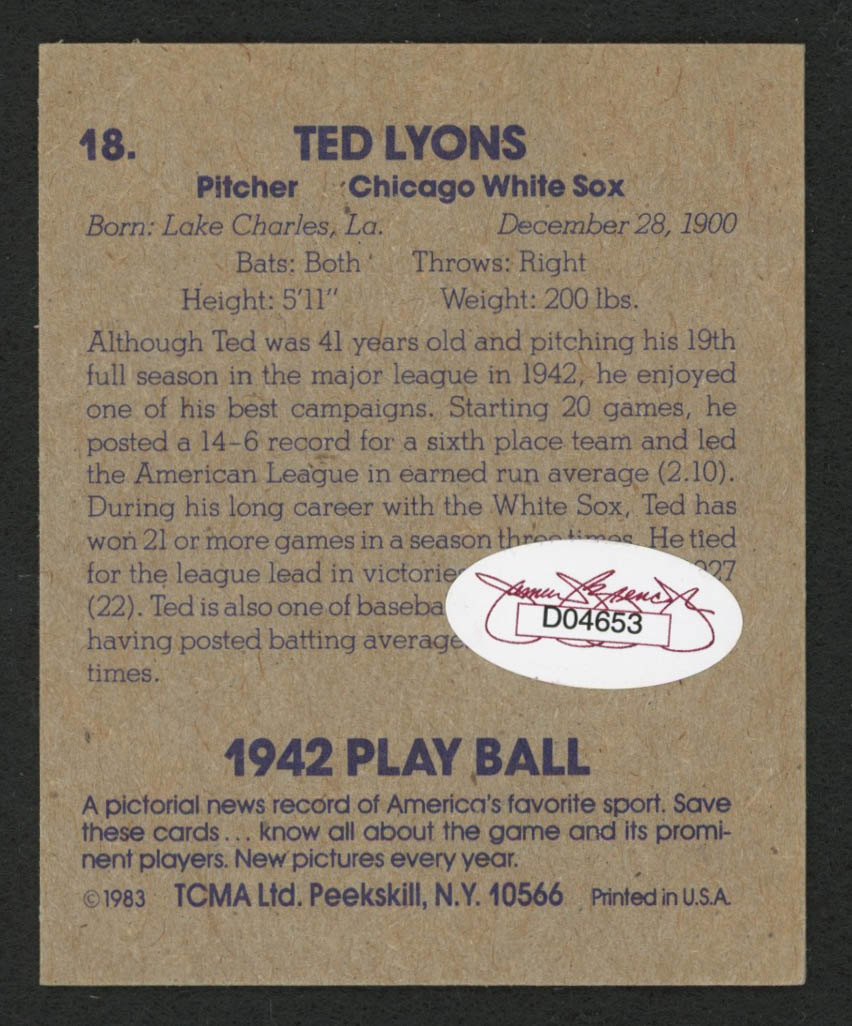 18. TED LYONS
Pitcher Chicago White Sox
Born: Lake Charles, La. December 28, 1900
Bats: Both Throws: Right
Height: 5'11" Weight: 200 lbs.
Although Ted was 41 years old and pitching his 19th
full season in the major league in 1942, he enjoyed
one of his best campaigns. Starting 20 games, he
posted a 14-6 record for a sixth place team and led
the American League in earned run average (2.10).
During his long career with the White Sox, Ted has
won 21 or more games in a season three times. He tied
for the league lead in victories 27
(22). Ted is also one of
having posted batting
times.
James Spence
D04653
1942 PLAY BALL
A pictorial news record of America's favorite sport. Save
these cards... know all about the game and its promi-
nent players. New pictures every year.
©1983 TCMA Ltd. Peekskill, N.Y. 10566 Printed in U.S.A.